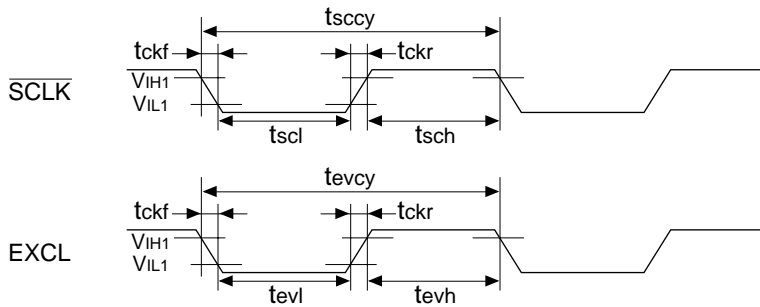 tsccy
tckf
tckr
SCLK
VIH1
VIL1
tscl
tsch
tevcy
tckf
tckr
EXCL
VIH1
VIL1
tevl
tevh